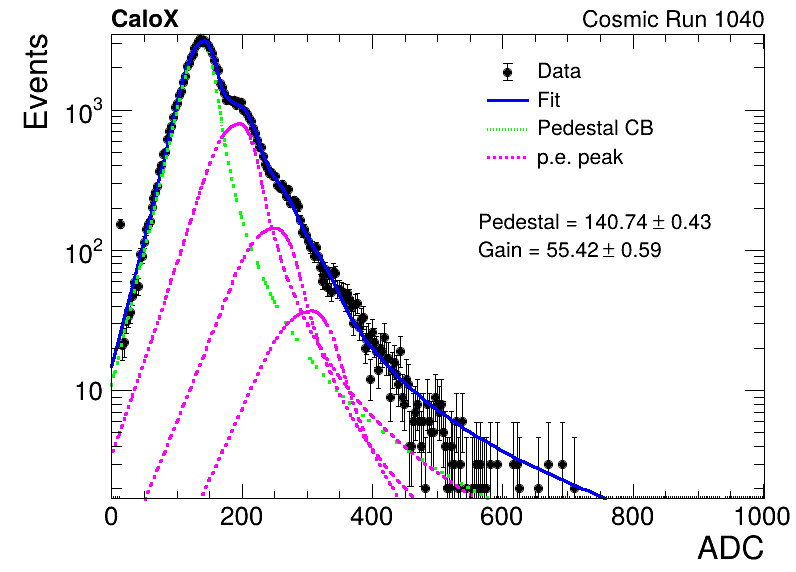 CaloX Cosmic Run 1040
Events
10³
10²
10
Data
Fit
Pedestal CB
p.e. peak
Pedestal = 140.74 ± 0.43
Gain = 55.42 ± 0.59
0 200 400 600 800 1000
ADC